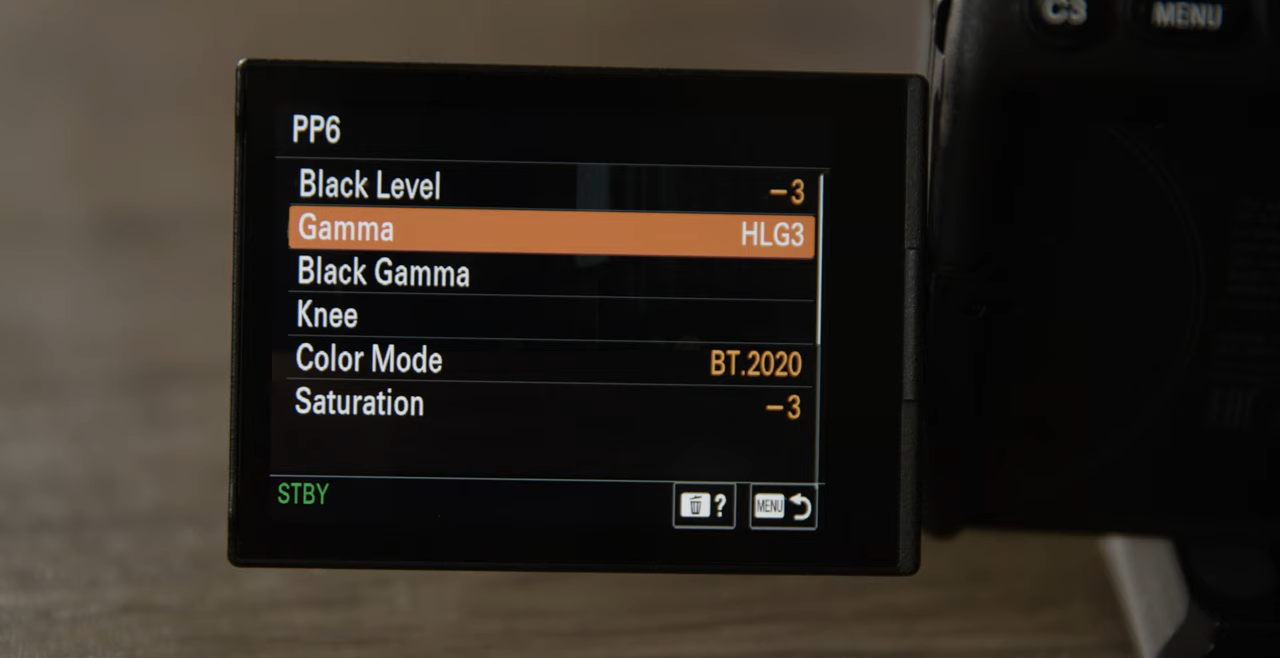 C3 MENU
PP6
Black Level −3
Gamma HLG3
Black Gamma
Knee
Color Mode BT.2020
Saturation −3
STBY ? MENU